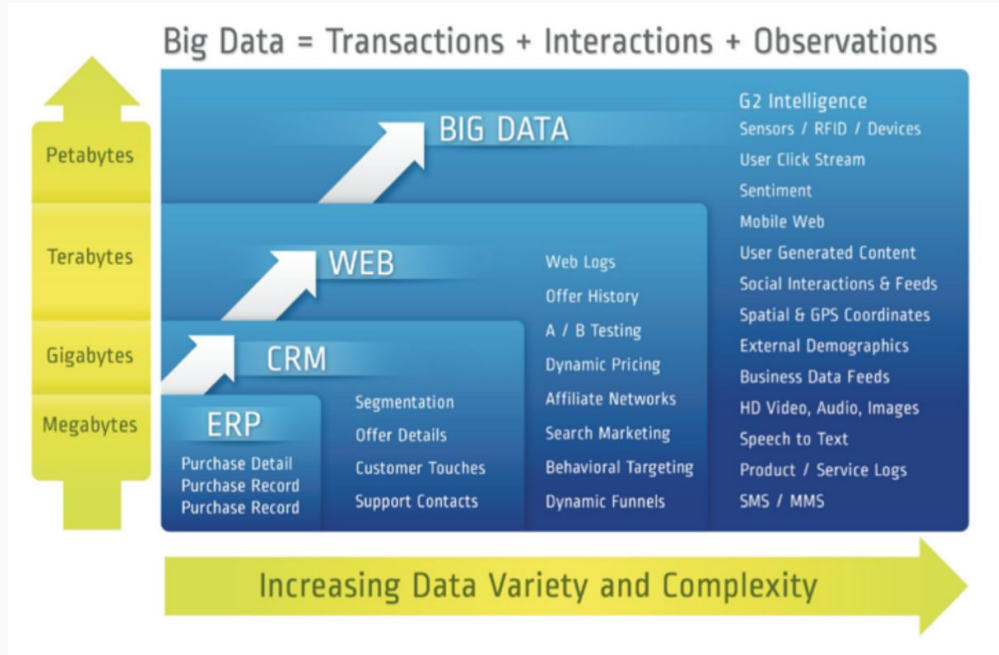 Big Data = Transactions + Interactions + Observations
Petabytes
Terabytes
Gigabytes
Megabytes
BIG DATA
WEB
CRM
ERP
Purchase Detail
Purchase Record
Purchase Record
Segmentation
Offer Details
Customer Touches
Support Contacts
Web Logs
Offer History
A / B Testing
Dynamic Pricing
Affiliate Networks
Search Marketing
Behavioral Targeting
Dynamic Funnels
G2 Intelligence
Sensors / RFID / Devices
User Click Stream
Sentiment
Mobile Web
User Generated Content
Social Interactions & Feeds
Spatial & GPS Coordinates
External Demographics
Business Data Feeds
HD Video, Audio, Images
Speech to Text
Product / Service Logs
SMS / MMS
Increasing Data Variety and Complexity